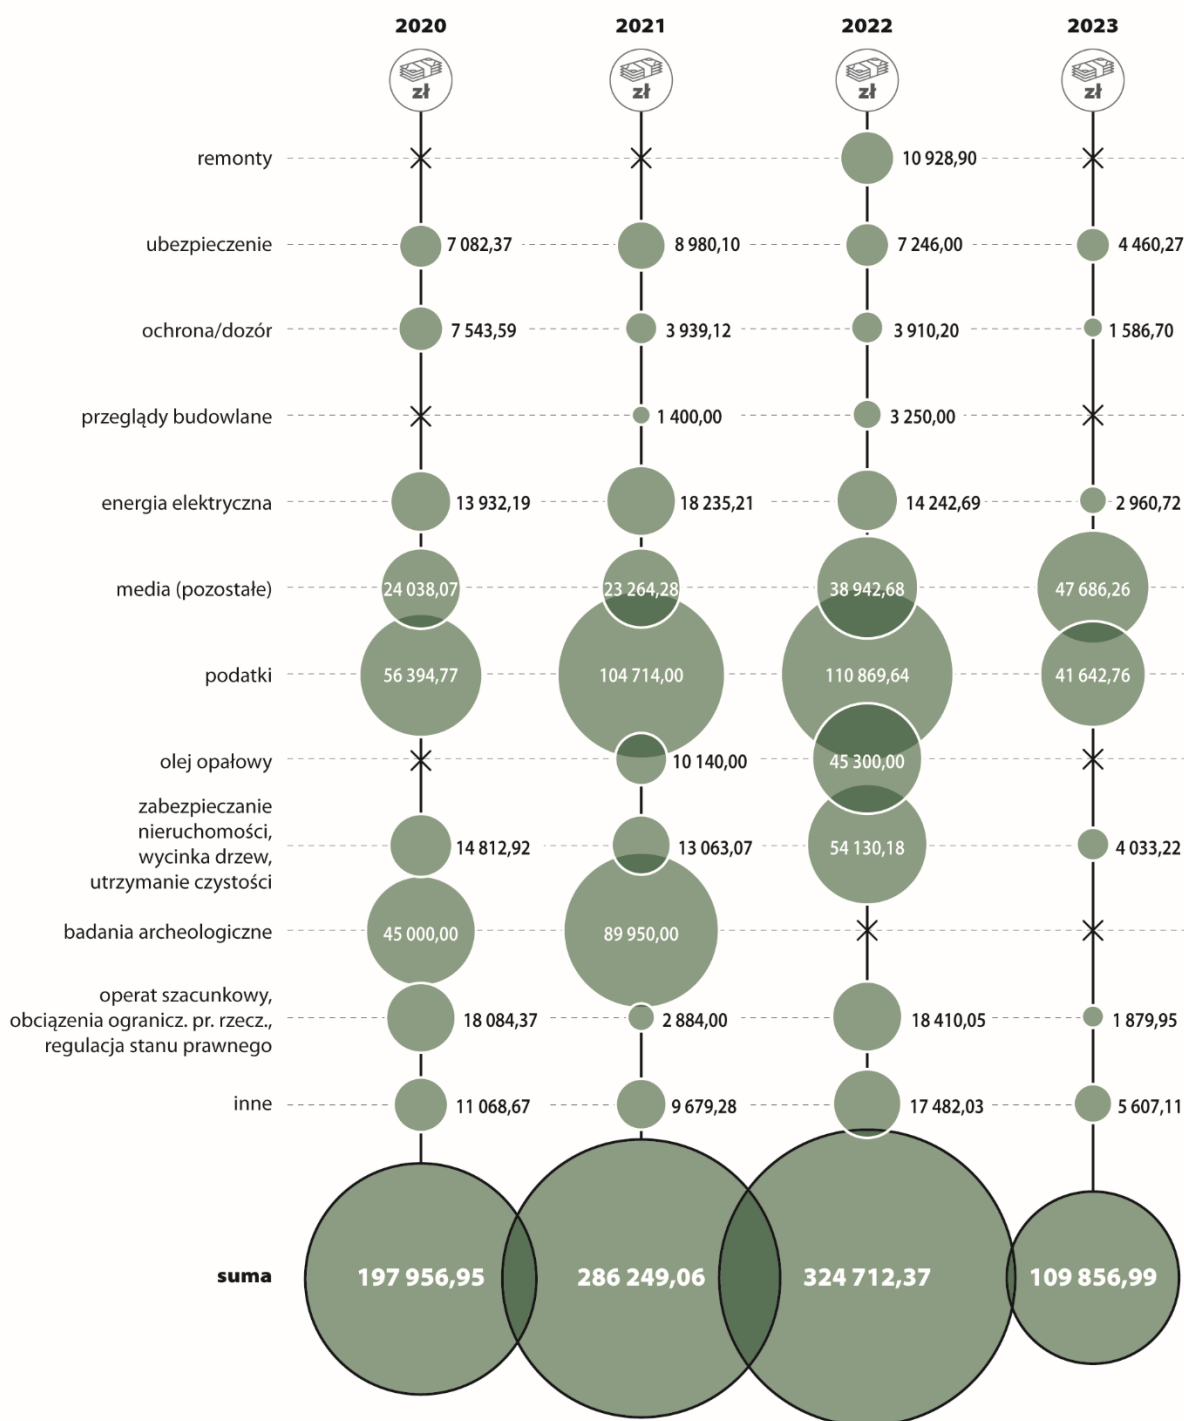 2020 2021 2022 2023
zł zł zł zł
remonty 10 928,90
ubezpieczenie 7 082,37 8 980,10 7 246,00 4 460,27
ochrona/dozór 7 543,59 3 939,12 3 910,20 1 586,70
przeglądy budowlane 1 400,00 3 250,00
energia elektryczna 13 932,19 18 235,21 14 242,69 2 960,72
media (pozostałe) 24 038,07 23 264,28 38 942,68 47 686,26
podatki 56 394,77 104 714,00 110 869,64 41 642,76
olej opałowy 10 140,00 45 300,00
zabezpieczanie
nieruchomości,
wycinka drzew,
utrzymanie czystości
14 812,92 13 063,07 54 130,18 4 033,22
badania archeologiczne 45 000,00 89 950,00
operat szacunkowy,
obciązenia ogranicz. pr. rzecz.,
regulacja stanu prawnego
18 084,37 2 884,00 18 410,05 1 879,95
inne 11 068,67 9 679,28 17 482,03 5 607,11
suma 197 956,95 286 249,06 324 712,37 109 856,99